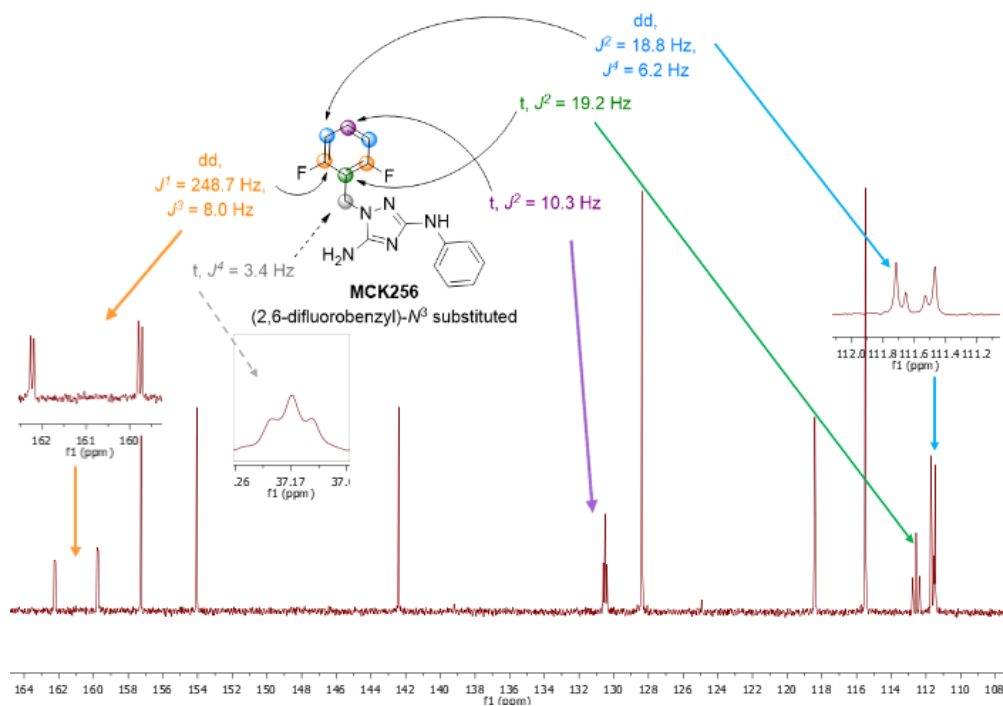 dd,
J² = 18.8 Hz,
J⁴ = 6.2 Hz
t, J² = 19.2 Hz
dd,
J¹ = 248.7 Hz,
J³ = 8.0 Hz
t, J² = 10.3 Hz
t, J⁴ = 3.4 Hz
F
F
N
N
N
NH
H₂N
MCK256
(2,6-difluorobenzyl)-N³ substituted
112.0 111.8 111.6 111.4 111.2
f1 (ppm)
162 161 160
f1 (ppm)
.26 37.17 37.0
f1 (ppm)
164 162 160 158 156 154 152 150 148 146 144 142 140 138 136 134 132 130 128 126 124 122 120 118 116 114 112 110 108
f1 (ppm)